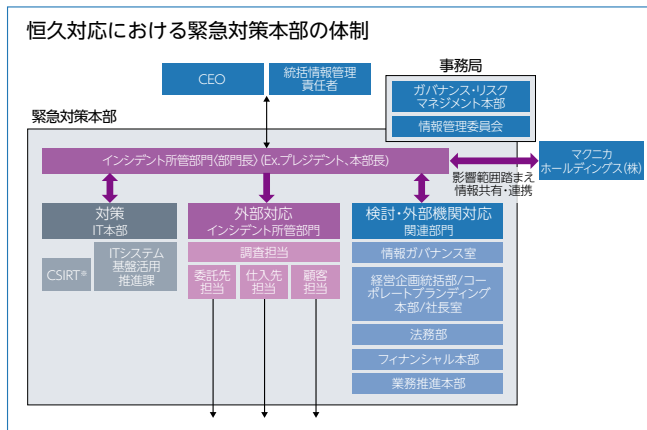 恒久対応における緊急対策本部の体制
CEO
統括情報管理
責任者
事務局
ガバナンス・リスク
マネジメント本部
情報管理委員会
緊急対策本部
インシデント所管部門〈部門長〉（Ex.プレジデント、本部長）
マクニカ
ホールディングス（株）
影響範囲踏まえ
情報共有・連携
対策
IT本部
CSIRT※
ITシステム
基盤活用
推進課
外部対応
インシデント所管部門
調査担当
委託先
担当
仕入先
担当
顧客
担当
検討・外部機関対応
関連部門
情報ガバナンス室
経営企画統括部/コー
ポレートブランディング
本部/社長室
法務部
フィナンシャル本部
業務推進本部